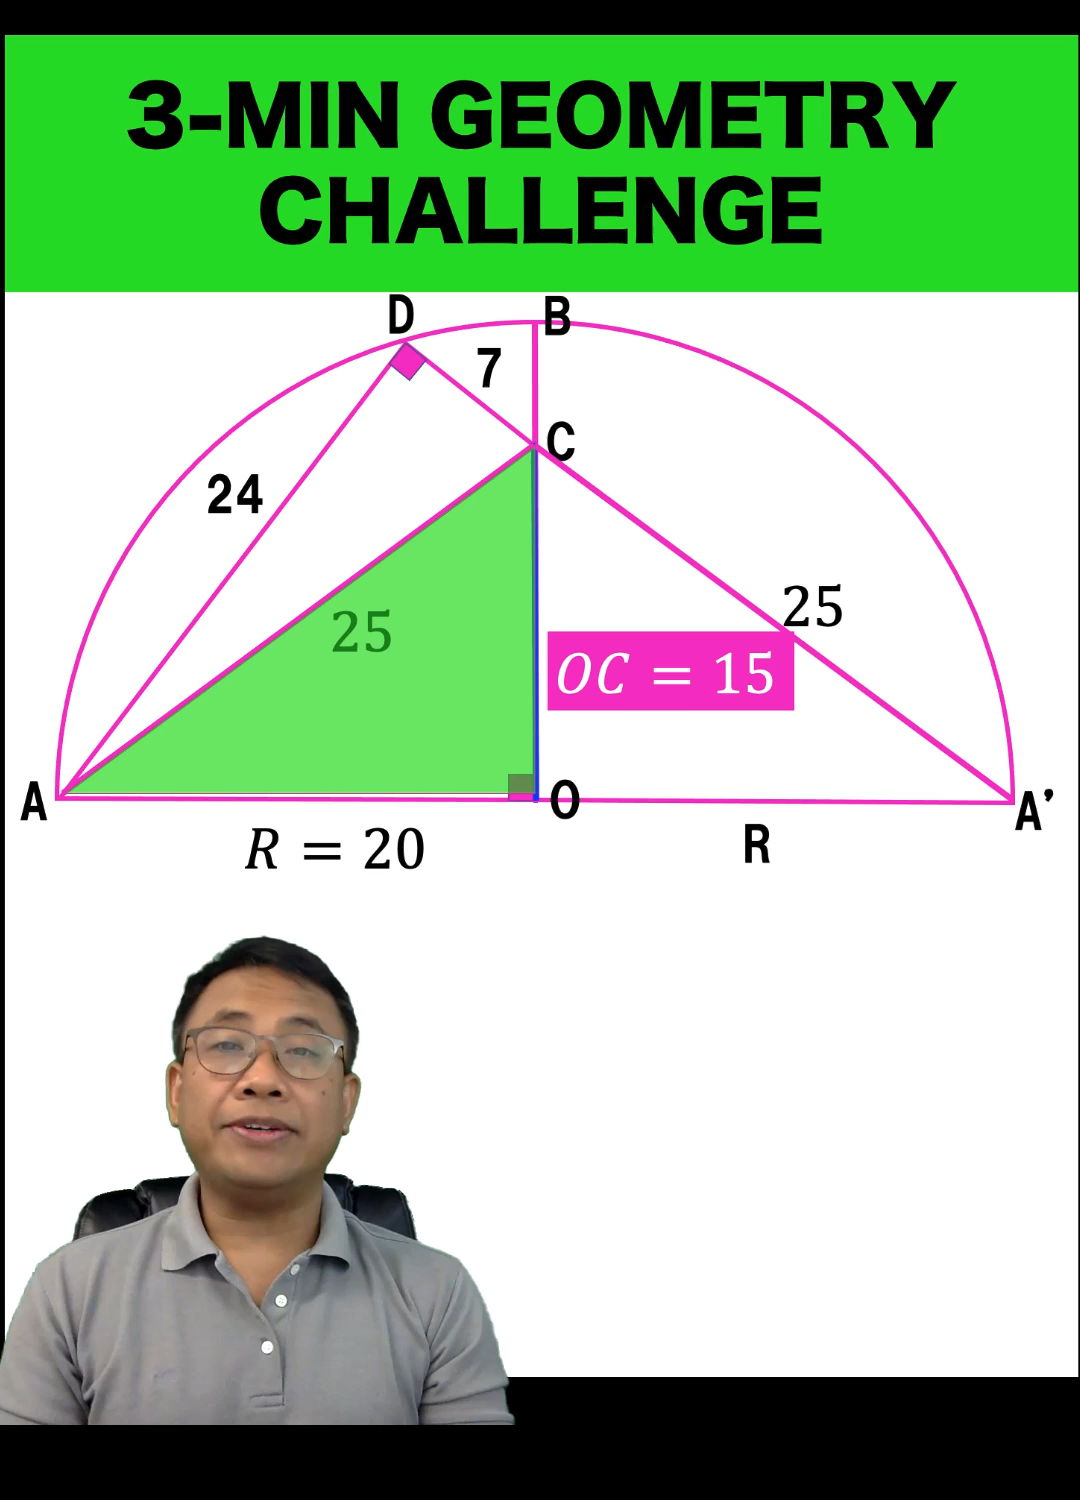 3-MIN GEOMETRY
CHALLENGE
D
B
7
C
24
25
25
OC = 15
A
O
A’
R = 20
R